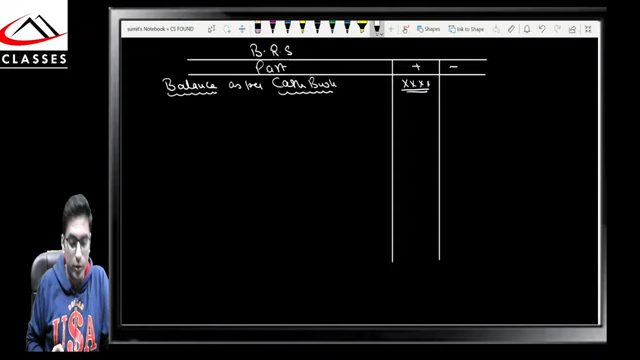 CLASSES
sumit's Notebook » CS FOUND
Shapes
Ink to Shape
B.R.S
Part + -
Balance as per Cash Book xxxx
USA